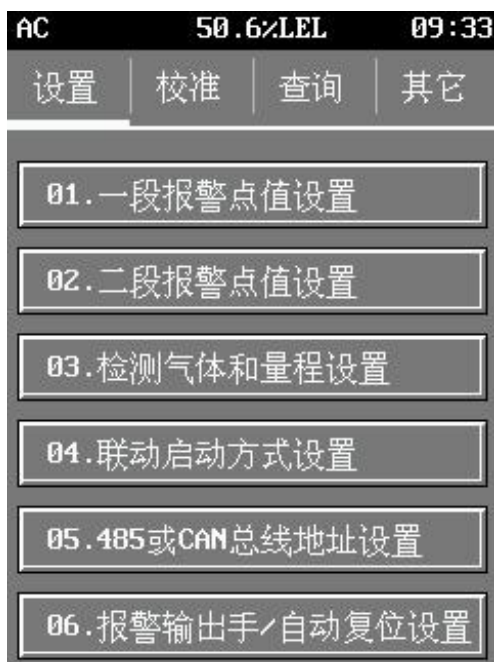 AC 50.6%LEL 09:33
设置 校准 查询 其它
01.一段报警点值设置
02.二段报警点值设置
03.检测气体和量程设置
04.联动启动方式设置
05.485或CAN总线地址设置
06.报警输出手/自动复位设置